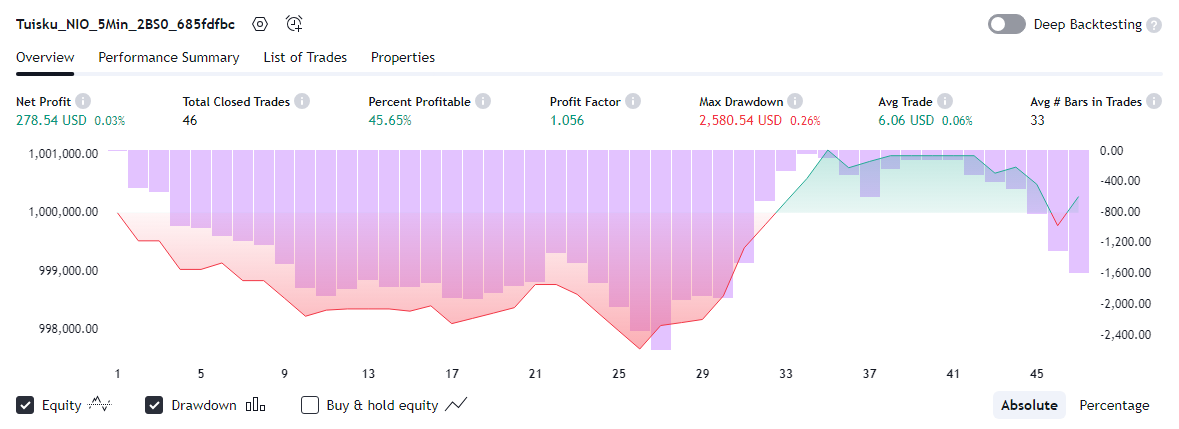 Tuisku_NIO_5Min_2BS0_685fdfbc Deep Backtesting ?
Overview Performance Summary List of Trades Properties
Net Profit i Total Closed Trades i Percent Profitable i Profit Factor i Max Drawdown i Avg Trade i Avg # Bars in Trades i
278.54 USD 0.03% 46 45.65% 1.056 2,580.54 USD 0.26% 6.06 USD 0.06% 33
1,001,000.00 0.00
-400.00
1,000,000.00 -800.00
-1,200.00
999,000.00 -1,600.00
-2,000.00
998,000.00 -2,400.00
1 5 9 13 17 21 25 29 33 37 41 45
Equity Drawdown Buy & hold equity Absolute Percentage